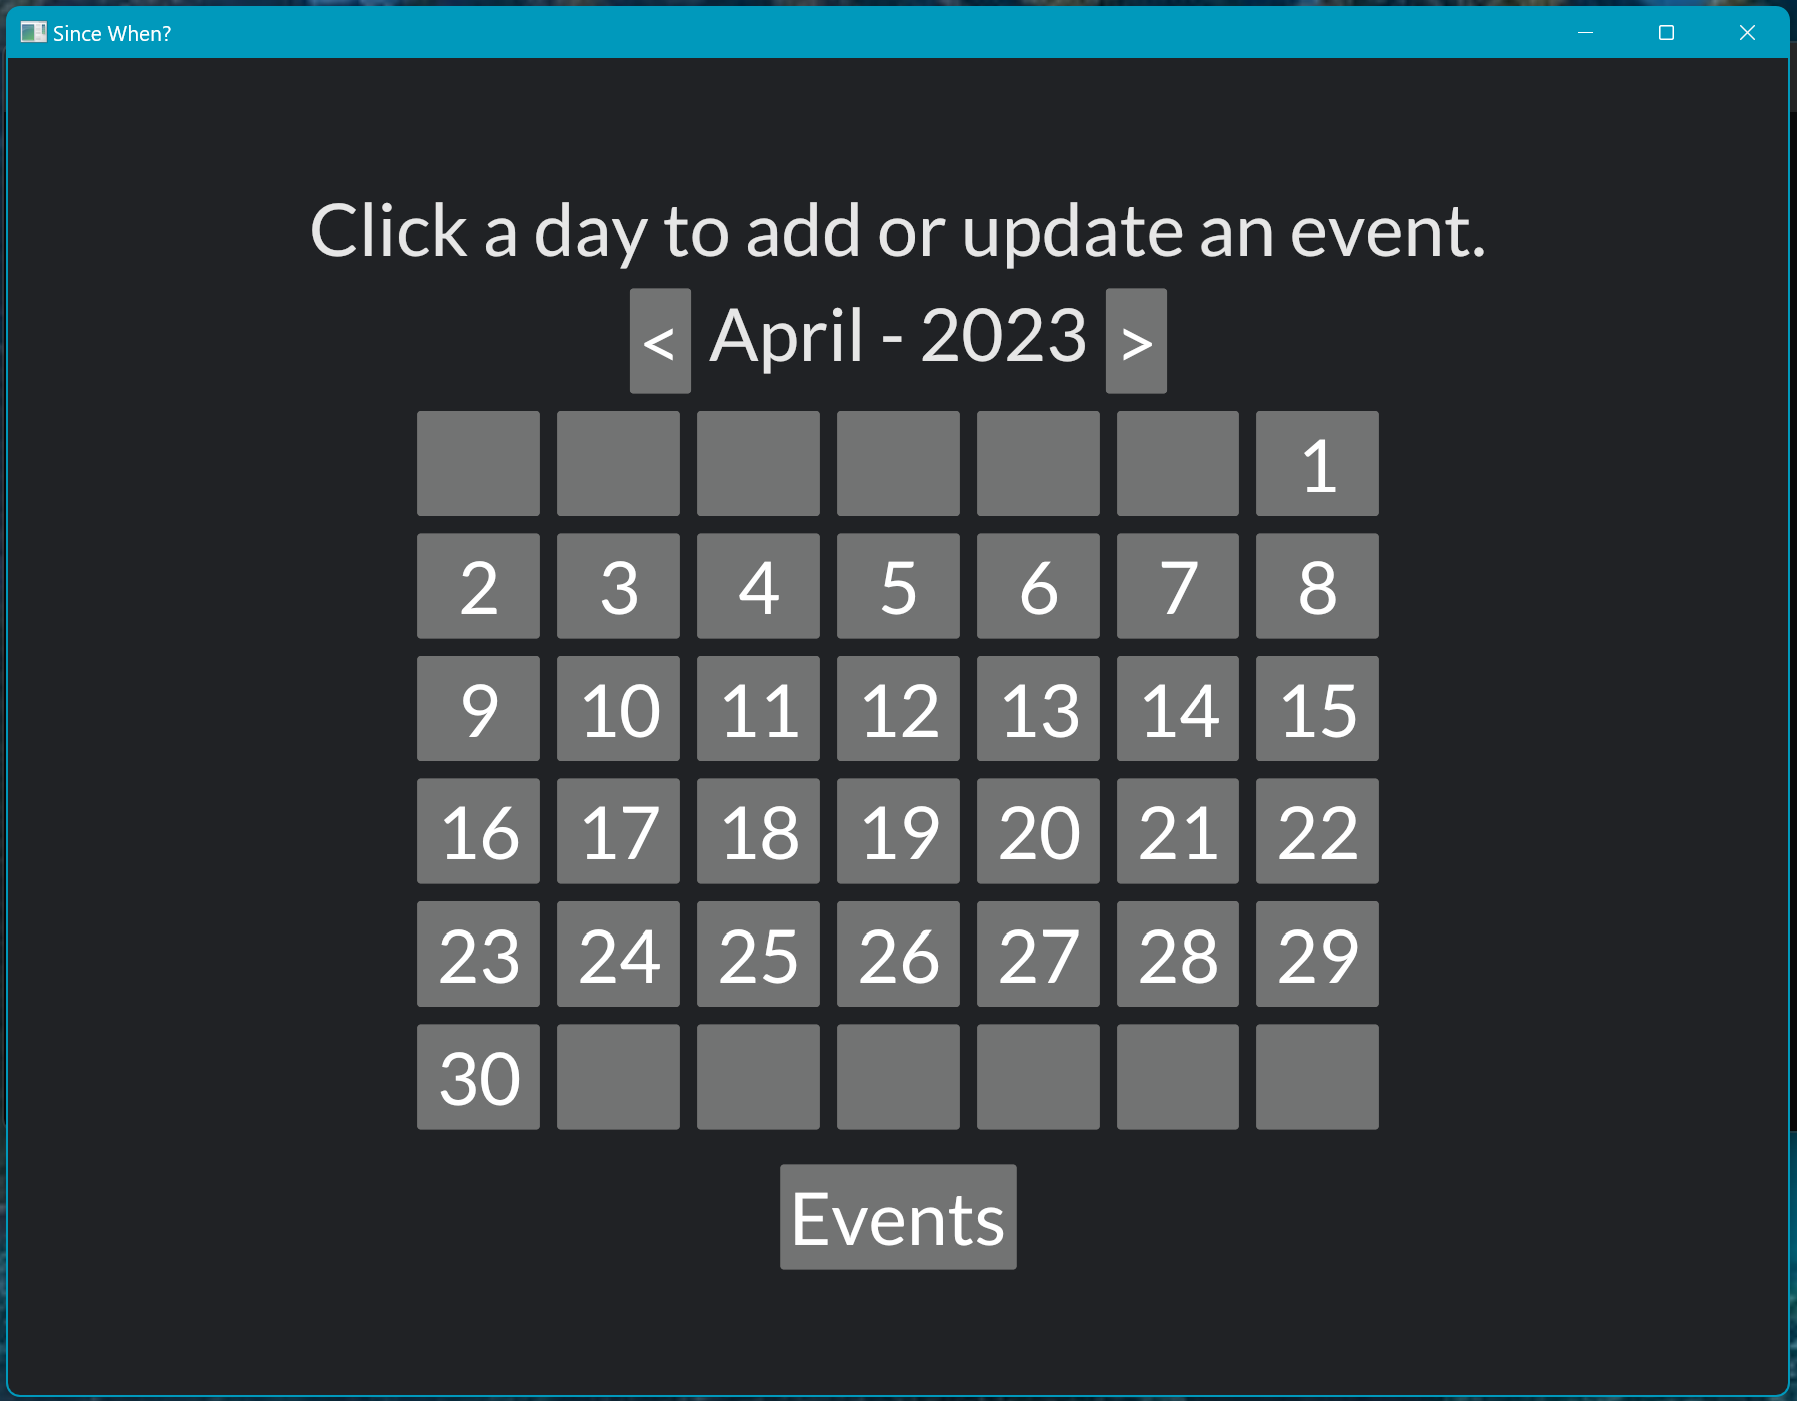 Since When?
Click a day to add or update an event.
< April - 2023 >
1
2 3 4 5 6 7 8
9 10 11 12 13 14 15
16 17 18 19 20 21 22
23 24 25 26 27 28 29
30
Events